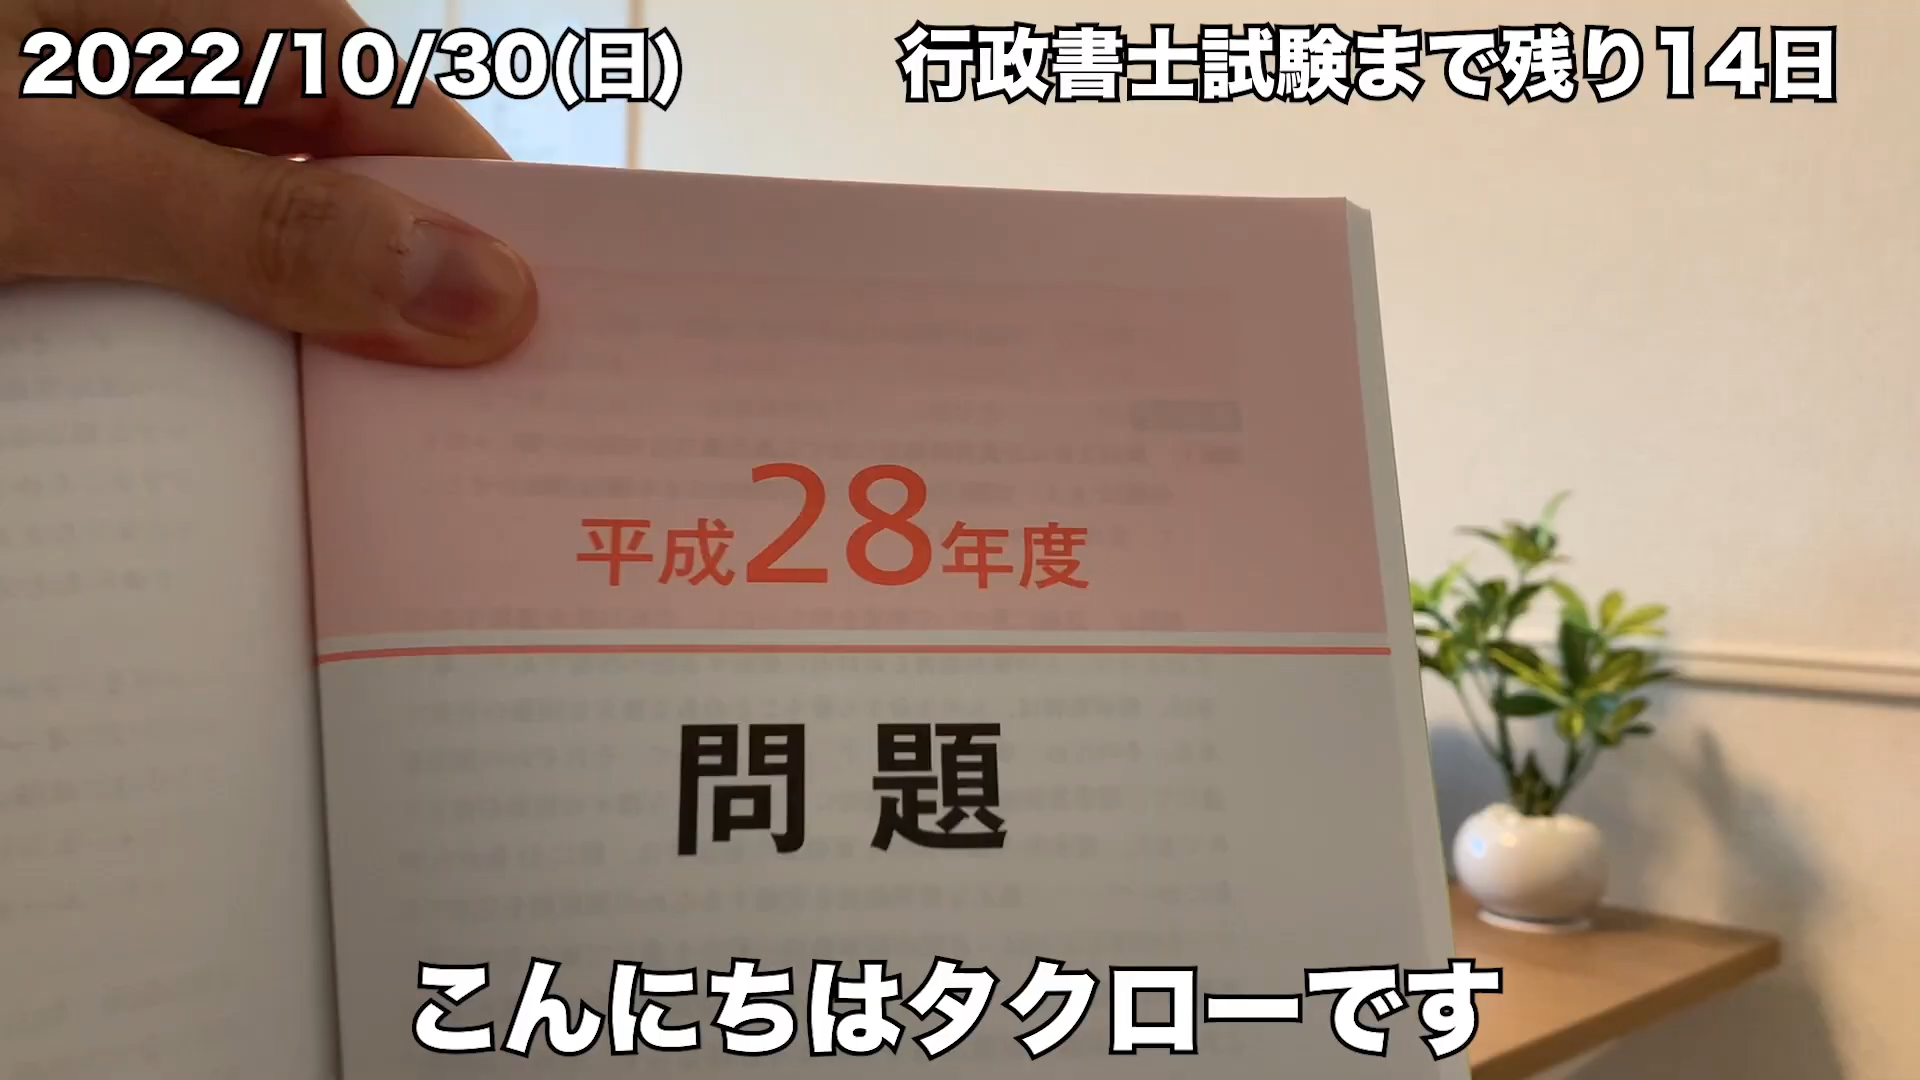 2022/10/30(日)
行政書士試験まで残り14日
平成28年度
問題
こんにちはタクローです